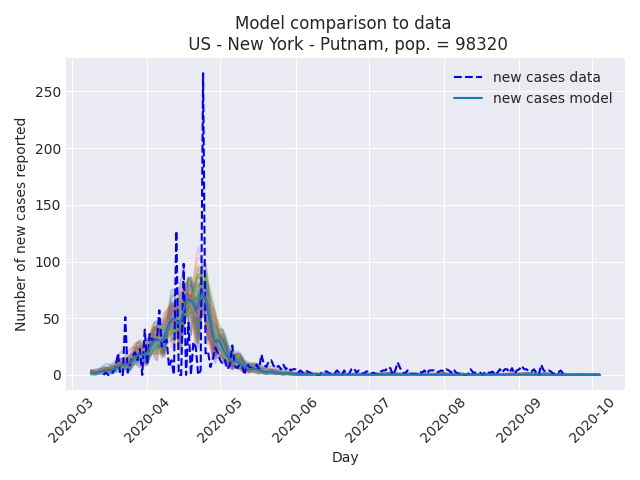 Model comparison to data
US - New York - Putnam, pop. = 98320
new cases data
new cases model
Number of new cases reported
250
200
150
100
50
0
2020-03
2020-04
2020-05
2020-06
2020-07
2020-08
2020-09
2020-10
Day